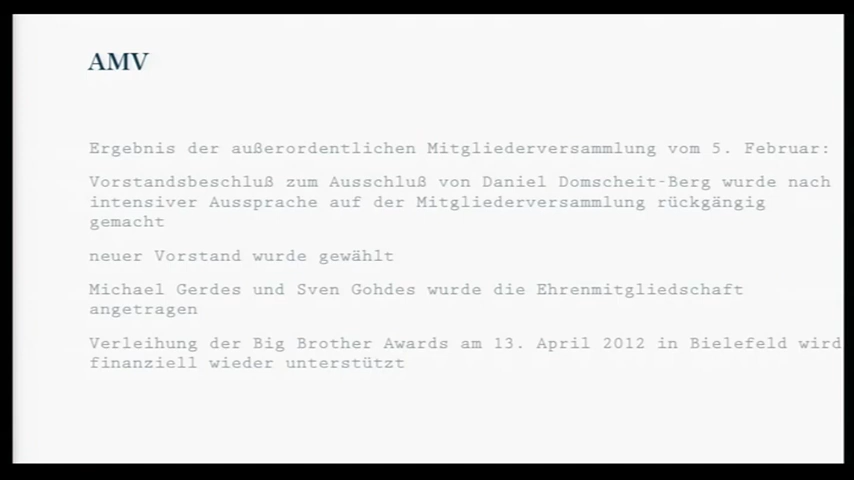 AMV
Ergebnis der außerordentlichen Mitgliederversammlung vom 5. Februar:
Vorstandsbeschluß zum Ausschluß von Daniel Domscheit-Berg wurde nach
intensiver Aussprache auf der Mitgliederversammlung rückgängig
gemacht
neuer Vorstand wurde gewählt
Michael Gerdes und Sven Gohdes wurde die Ehrenmitgliedschaft
angetragen
Verleihung der Big Brother Awards am 13. April 2012 in Bielefeld wird
finanziell wieder unterstützt